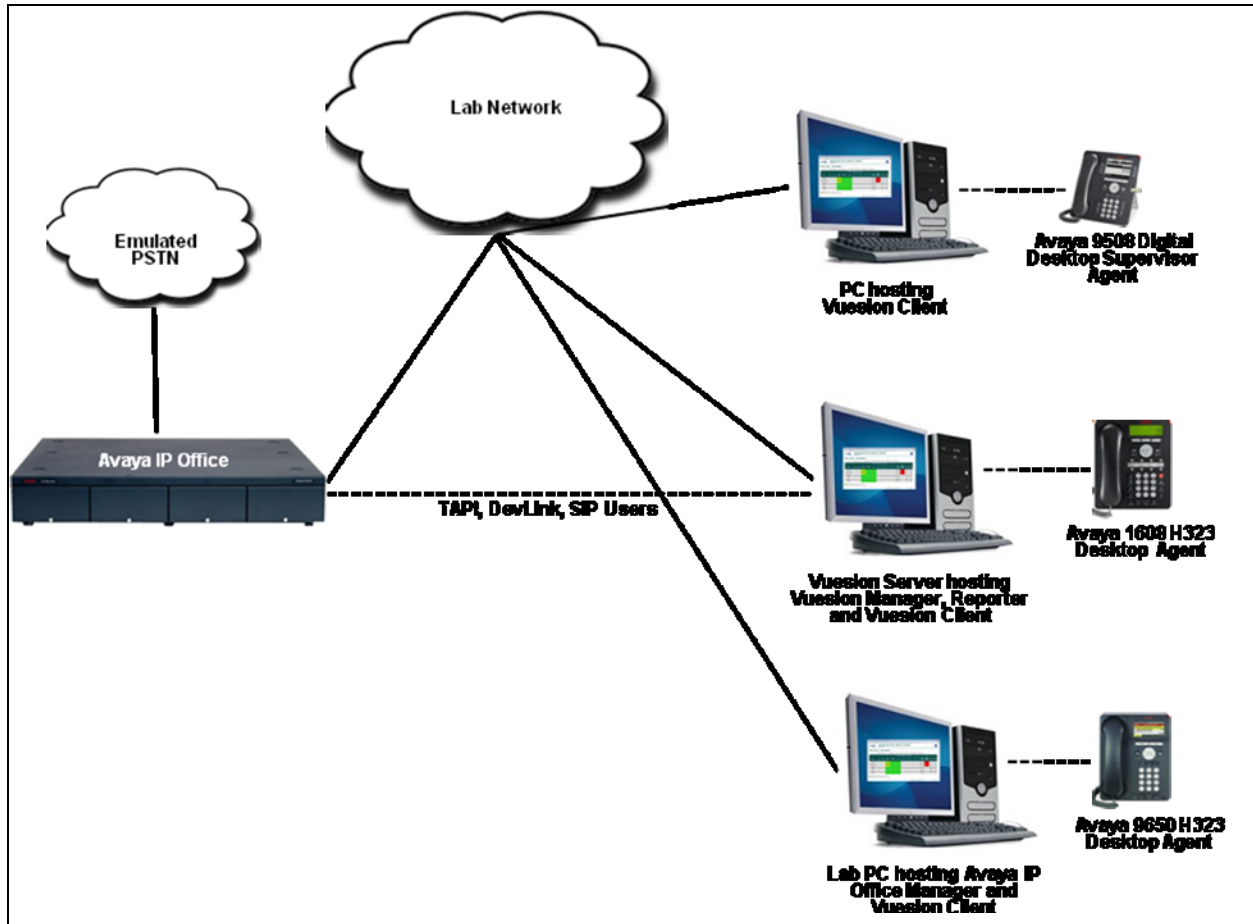 Lab Network
Emulated
PSTN
Avaya IP Office
TAPI, DevLink, SIP Users
PC hosting
Vuesion Client
Avaya 9508 Digital
Desktop Supervisor
Agent
Vuesion Server hosting
Vuesion Manager, Reporter
and Vuesion Client
Avaya 1608 H323
Desktop Agent
Lab PC hosting Avaya IP
Office Manager and
Vuesion Client
Avaya 9650 H323
Desktop Agent